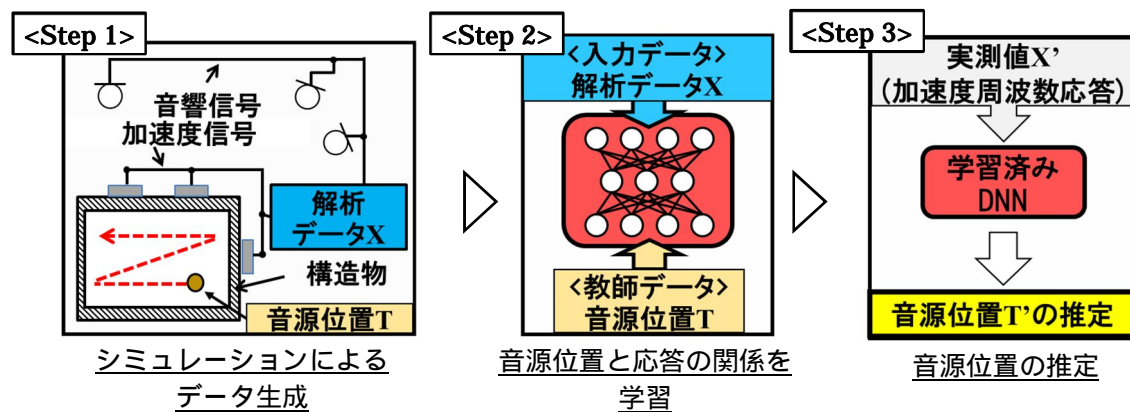 <Step 1>
音響信号
加速度信号
解析
データX
構造物
音源位置T
シミュレーションによる
データ生成
<Step 2>
<入力データ>
解析データX
<教師データ>
音源位置T
音源位置と応答の関係を
学習
<Step 3>
実測値X’
(加速度周波数応答)
学習済み
DNN
音源位置T’の推定
音源位置の推定